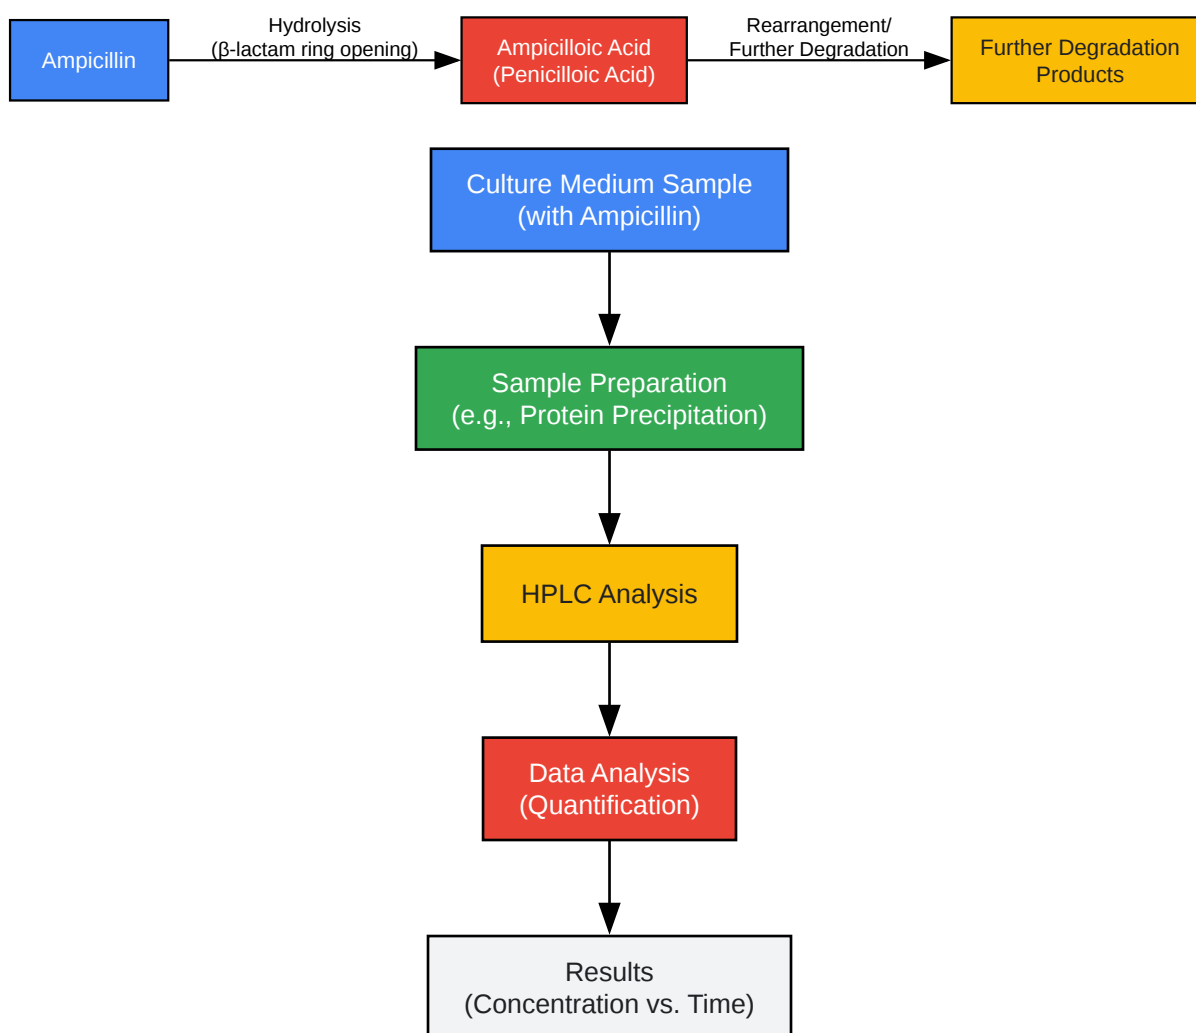 Ampicillin
Hydrolysis
(β-lactam ring opening)
Ampicilloic Acid
(Penicilloic Acid)
Rearrangement/
Further Degradation
Further Degradation
Products
Culture Medium Sample
(with Ampicillin)
Sample Preparation
(e.g., Protein Precipitation)
HPLC Analysis
Data Analysis
(Quantification)
Results
(Concentration vs. Time)